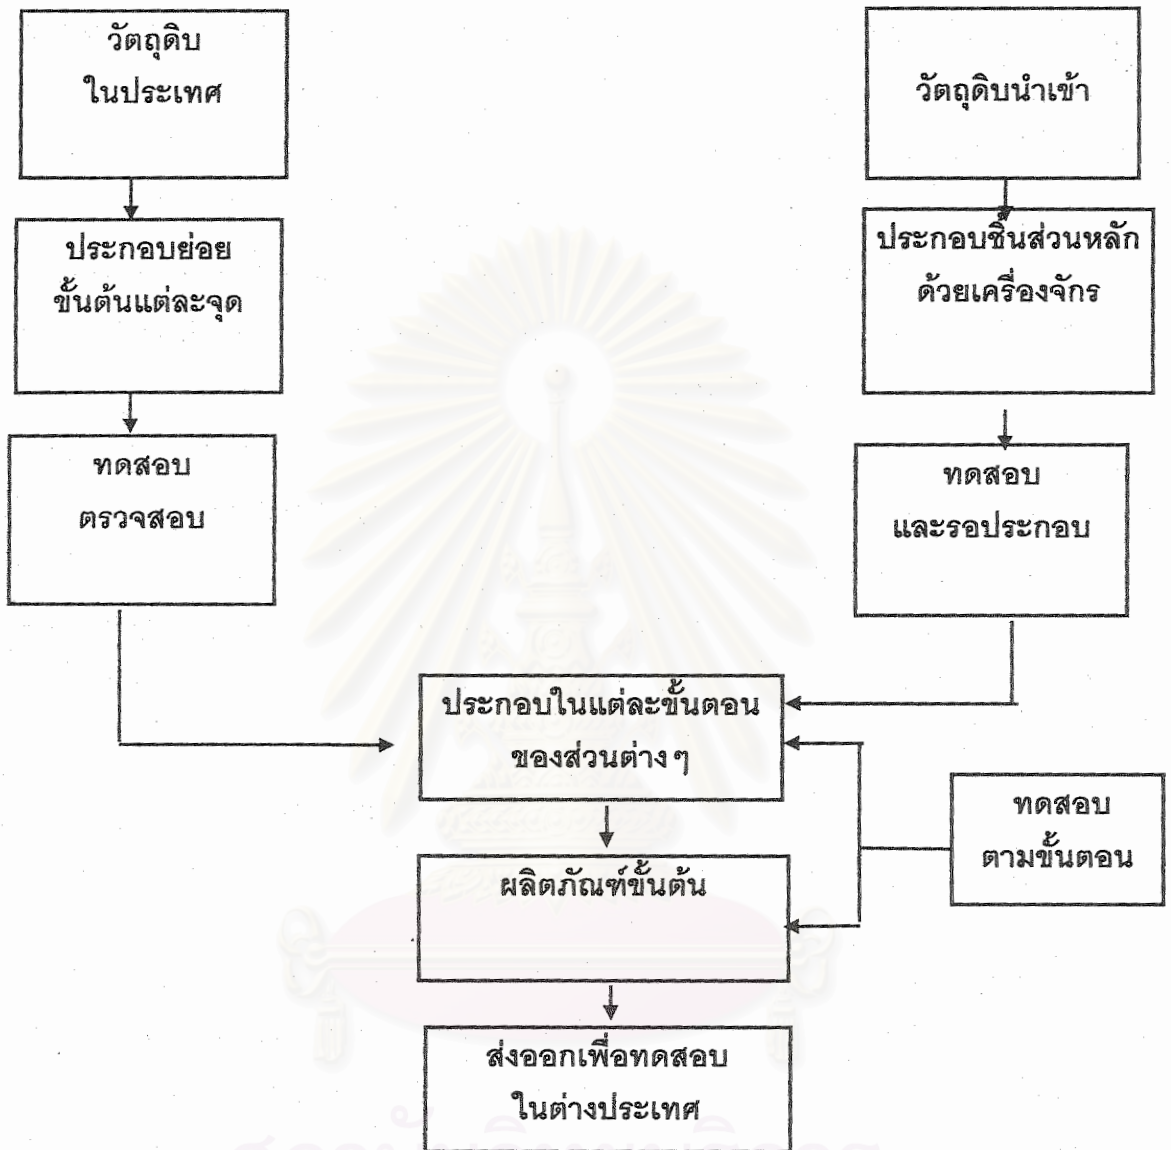 วัตถุดิบ
ในประเทศ
วัตถุดิบนำเข้า
ประกอบย่อย
ขั้นต้นแต่ละจุด
ประกอบชิ้นส่วนหลัก
ด้วยเครื่องจักร
ทดสอบ
ตรวจสอบ
ทดสอบ
และรอประกอบ
ประกอบในแต่ละขั้นตอน
ของส่วนต่างๆ
ทดสอบ
ตามขั้นตอน
ผลิตภัณฑ์ขั้นต้น
ส่งออกเพื่อทดสอบ
ในต่างประเทศ